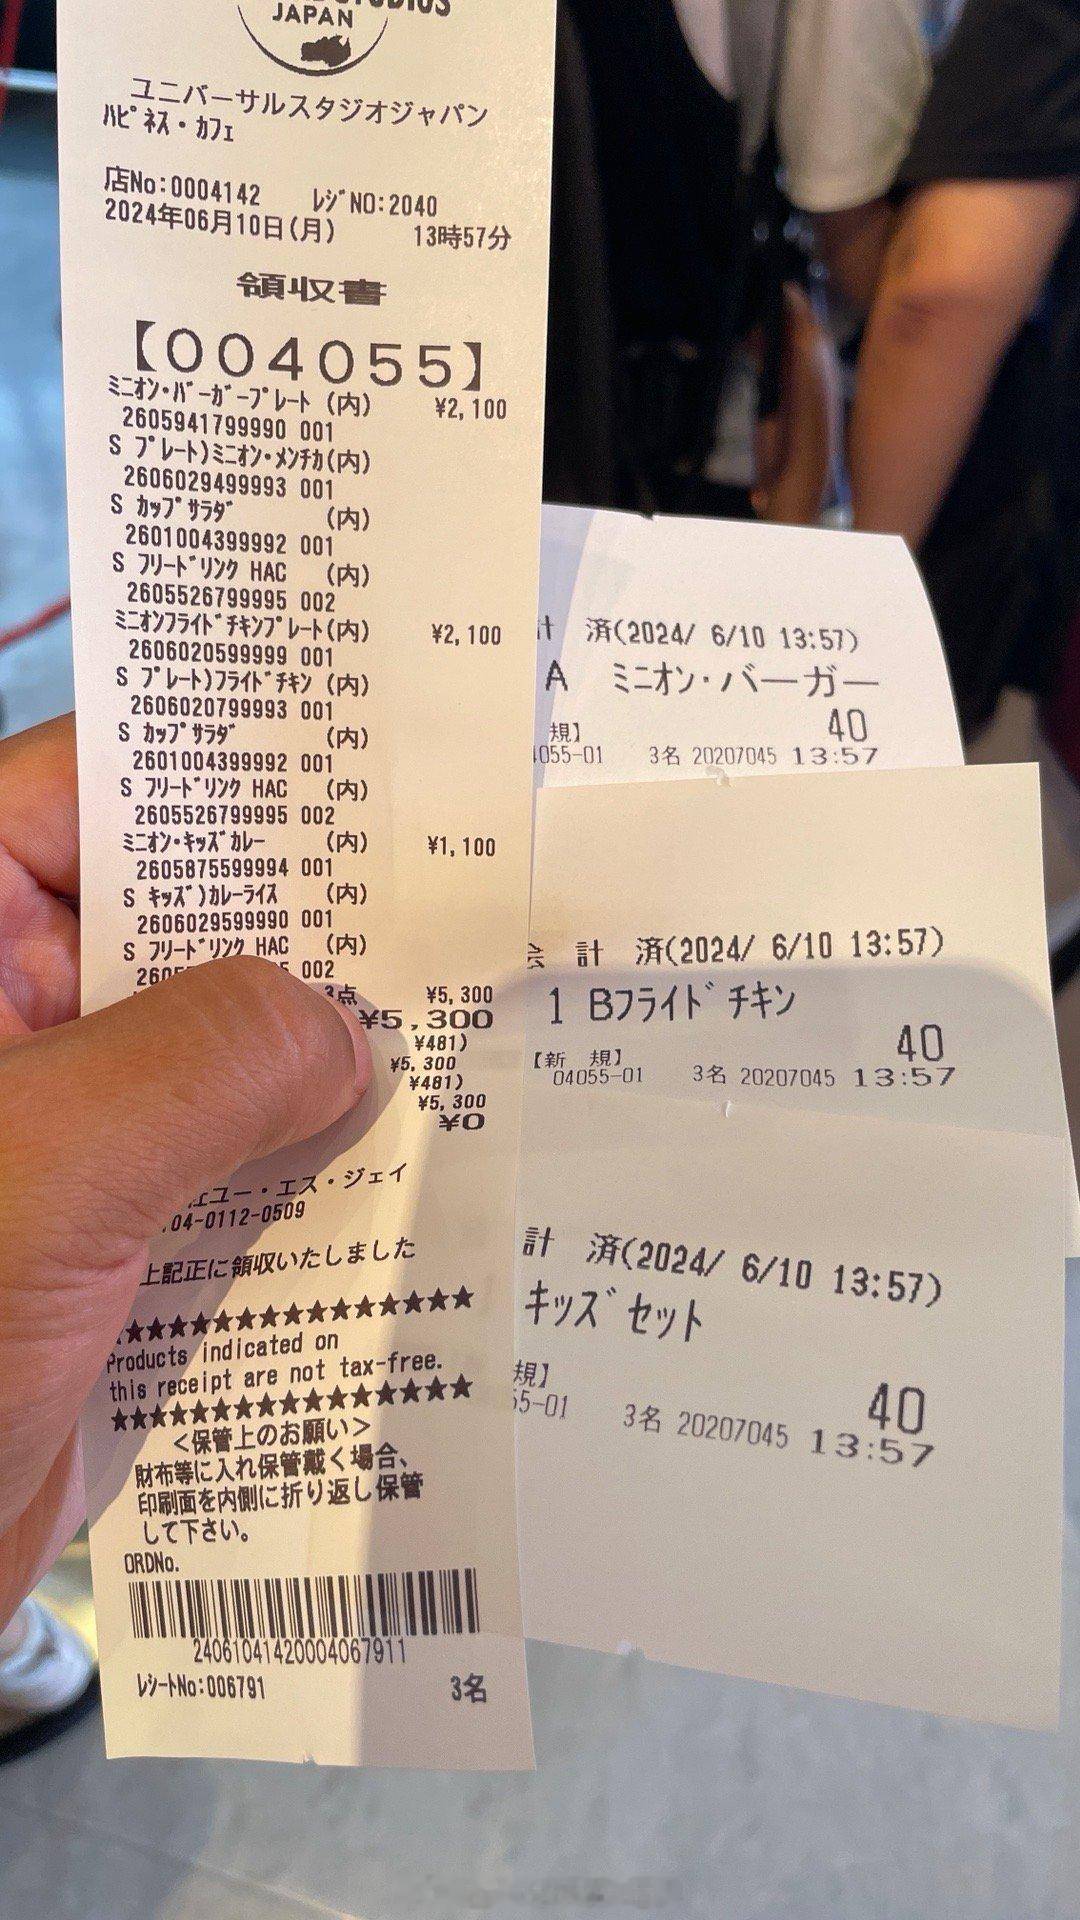 JAPAN
ユニバーサルスタジオジャパン
ﾊﾋﾟﾈｽ・ｶﾌｪ
店No:0004142 ﾚｼﾞNO:2040
2024年06月10日(月) 13時57分
領収書
【004055】
ﾐﾆｵﾝ・ﾊﾞｰｶﾞｰﾌﾟﾚｰﾄ (内) ¥2,100
2605941799990 001
S ﾌﾟﾚｰﾄ)ﾐﾆｵﾝ・ﾒﾝﾁｶ(内)
2606029499993 001
S ｶｯﾌﾟｻﾗﾀﾞ (内)
2601004399992 001
S ﾌﾘｰﾄﾞﾘﾝｸ HAC (内)
2605526799995 002
ﾐﾆｵﾝﾌﾗｲﾄﾞﾁｷﾝﾌﾟﾚｰﾄ(内) ¥2,100
2606020599999 001
S ﾌﾟﾚｰﾄ)ﾌﾗｲﾄﾞﾁｷﾝ (内)
2606020799993 001
S ｶｯﾌﾟｻﾗﾀﾞ (内)
2601004399992 001
S ﾌﾘｰﾄﾞﾘﾝｸ HAC (内)
2605526799995 002
ﾐﾆｵﾝ・ｷｯｽﾞｶﾚｰ (内) ¥1,100
2605875599994 001
S ｷｯｽﾞ)ｶﾚｰﾗｲｽ (内)
2606029599990 001
S ﾌﾘｰﾄﾞﾘﾝｸ HAC (内)
002
3点 ¥5,300
¥5,300
¥481)
¥5,300
¥481)
¥5,300
¥0
ユー・エス・ジェイ
04-0112-0509
上記正に領収いたしました
★★★★★★★★★★★★★★★★
Products indicated on
this receipt are not tax-free.
★★★★★★★★★★★★★★★★
<保管上のお願い>
財布等に入れ保管戴く場合、
印刷面を内側に折り返し保管
して下さい。
ORDNo.
24061041420004067911
ﾚｼｰﾄNo:006791 3名
計 済(2024/ 6/10 13:57)
A ﾐﾆｵﾝ・バーガー
40
規】
055-01 3名 20207045 13:57
会 計 済(2024/ 6/10 13:57)
1 Bﾌﾗｲﾄﾞﾁｷﾝ
40
【新 規】
04055-01 3名 20207045 13:57
計 済(2024/ 6/10 13:57)
ｷｯｽﾞセット
40
規】
55-01 3名 20207045 13:57